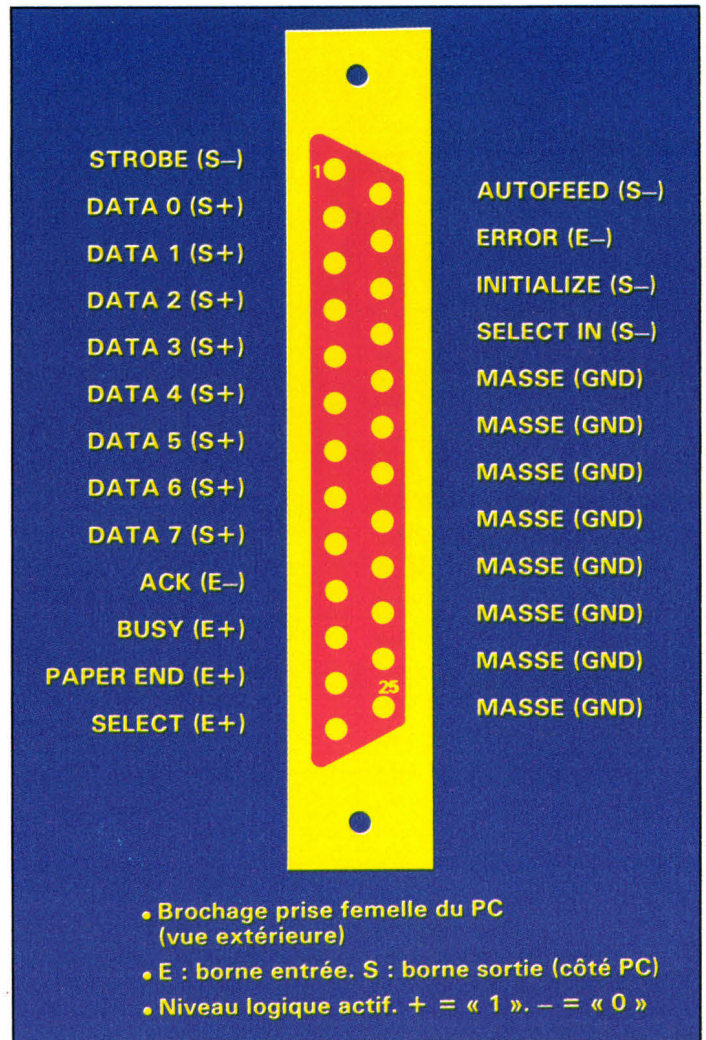 STROBE (S–)
DATA 0 (S+)
DATA 1 (S+)
DATA 2 (S+)
DATA 3 (S+)
DATA 4 (S+)
DATA 5 (S+)
DATA 6 (S+)
DATA 7 (S+)
ACK (E–)
BUSY (E+)
PAPER END (E+)
SELECT (E+)
1
25
AUTOFEED (S–)
ERROR (E–)
INITIALIZE (S–)
SELECT IN (S–)
MASSE (GND)
MASSE (GND)
MASSE (GND)
MASSE (GND)
MASSE (GND)
MASSE (GND)
MASSE (GND)
MASSE (GND)
• Brochage prise femelle du PC
(vue extérieure)
• E : borne entrée. S : borne sortie (côté PC)
• Niveau logique actif. + = « 1 ». – = « 0 »